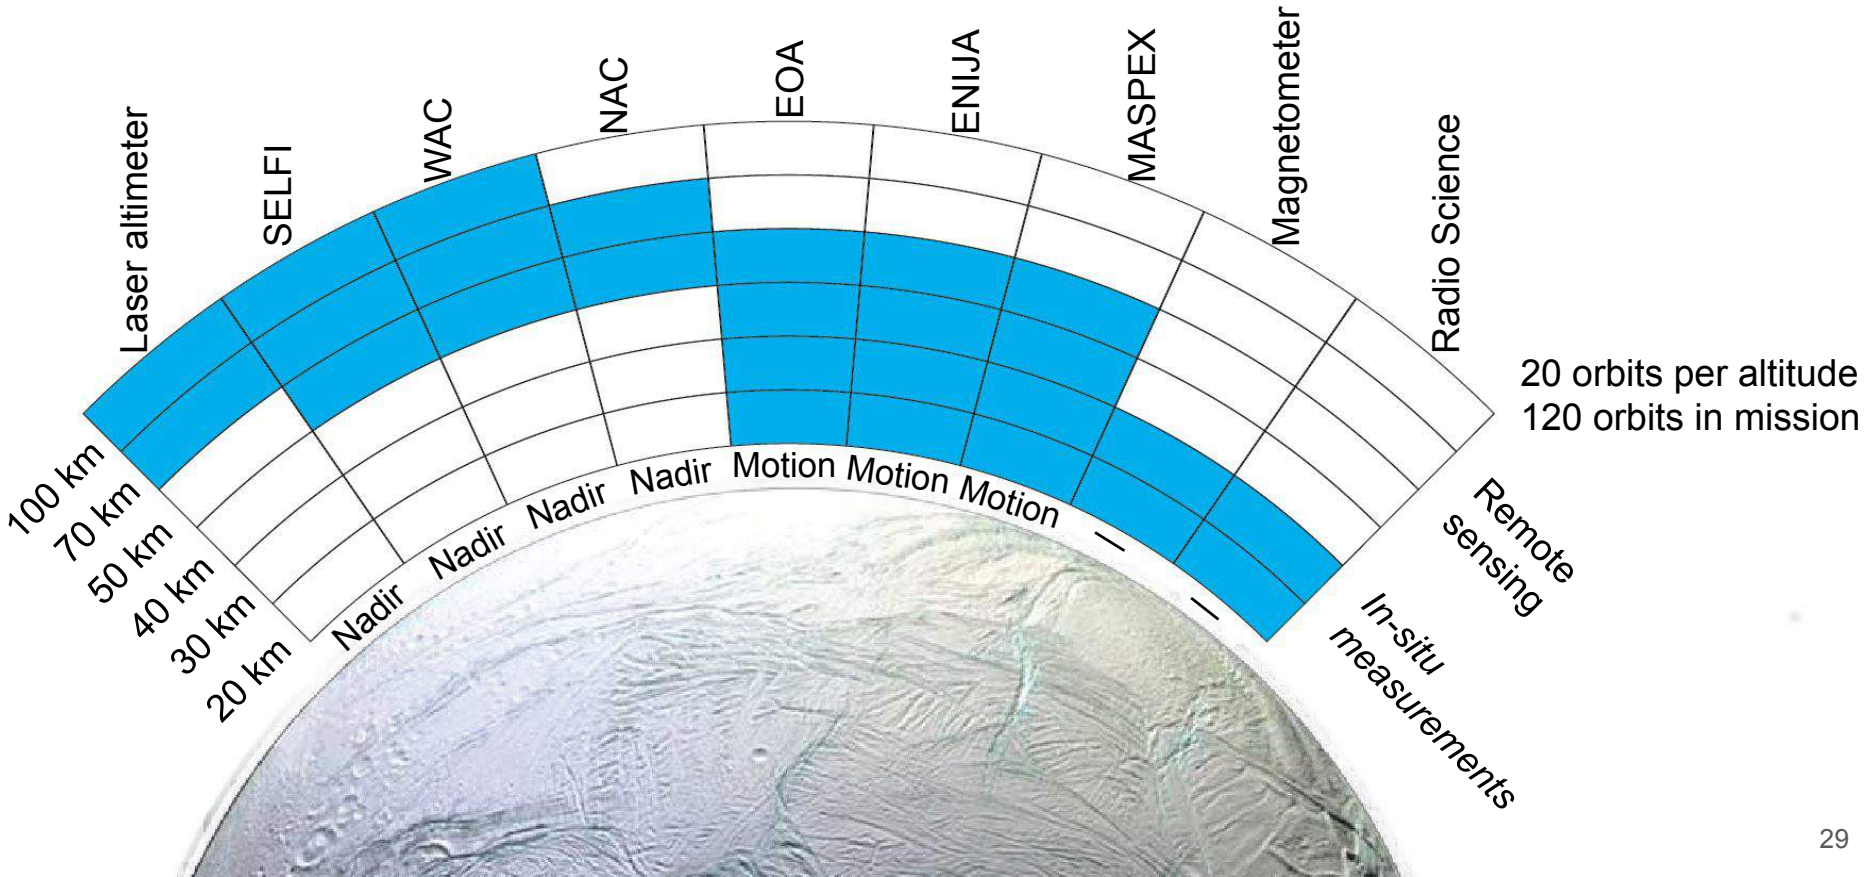 Laser altimeter
SELFI
WAC
NAC
EOA
ENIJA
MASPEX
Magnetometer
Radio Science
20 orbits per altitude
120 orbits in mission
100 km
70 km
50 km
40 km
30 km
20 km
Nadir
Nadir
Nadir
Nadir
Motion
Motion
Motion
—
—
Remote
sensing
In-situ
measurements
29